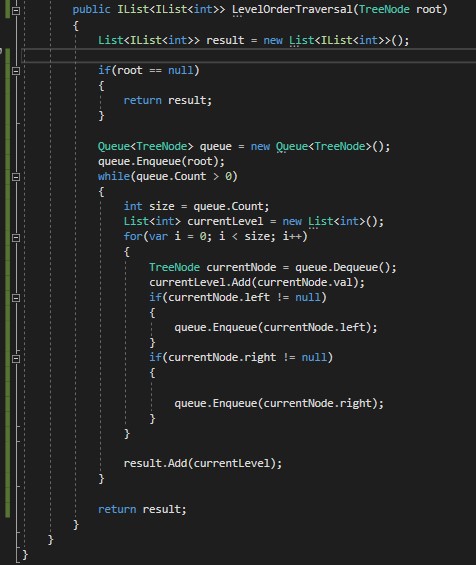 public IList<IList<int>> LevelOrderTraversal(TreeNode root)
{
List<IList<int>> result = new List<IList<int>>();
if(root == null)
{
return result;
}
Queue<TreeNode> queue = new Queue<TreeNode>();
queue.Enqueue(root);
while(queue.Count > 0)
{
int size = queue.Count;
List<int> currentLevel = new List<int>();
for(var i = 0; i < size; i++)
{
TreeNode currentNode = queue.Dequeue();
currentLevel.Add(currentNode.val);
if(currentNode.left != null)
{
queue.Enqueue(currentNode.left);
}
if(currentNode.right != null)
{
queue.Enqueue(currentNode.right);
}
}
result.Add(currentLevel);
}
return result;
}
}
}